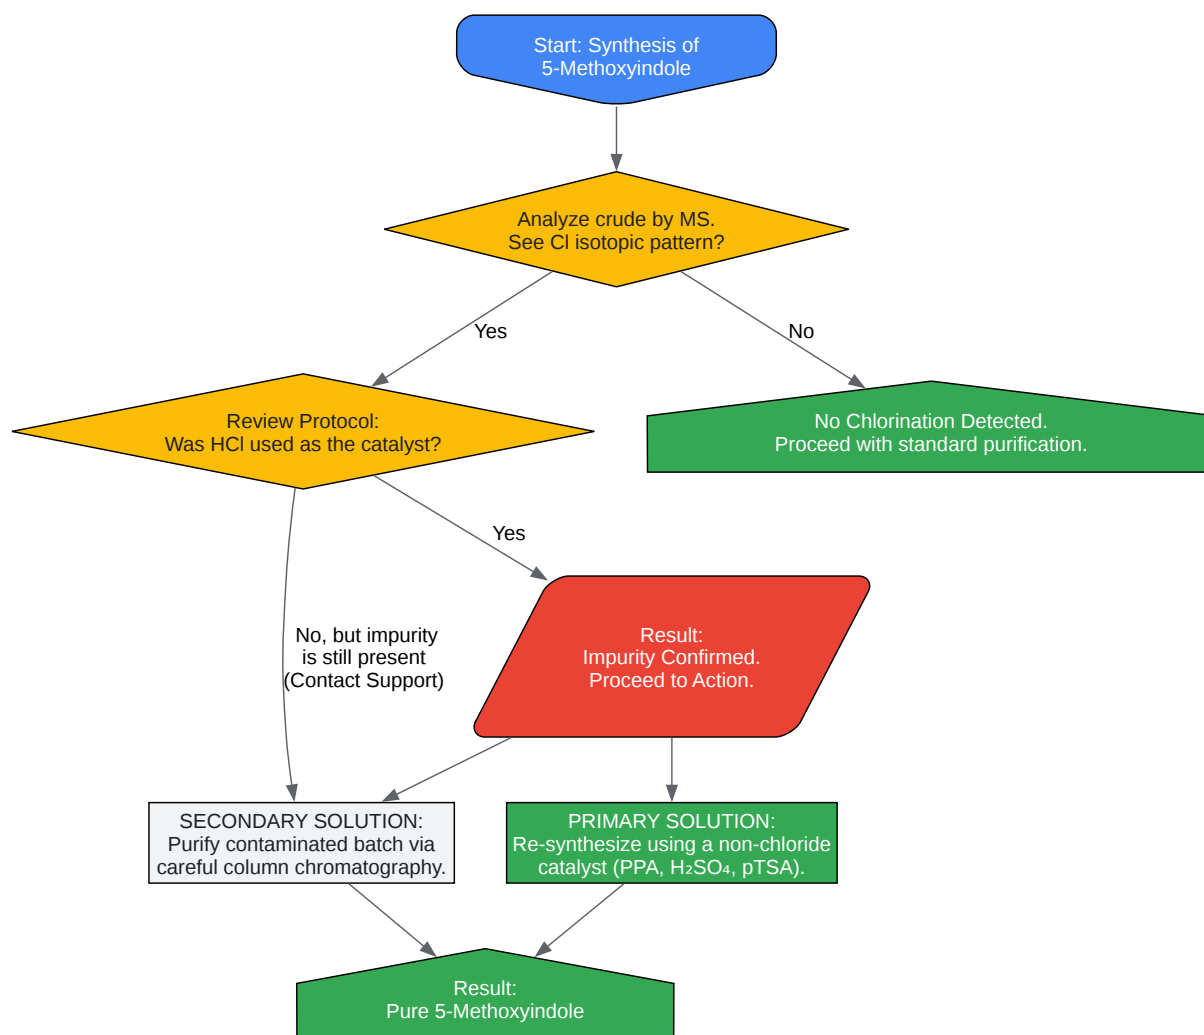 Start: Synthesis of
5-Methoxyindole
Analyze crude by MS.
See Cl isotopic pattern?
Yes
No
Review Protocol:
Was HCl used as the catalyst?
No Chlorination Detected.
Proceed with standard purification.
Yes
No, but impurity
is still present
(Contact Support)
Result:
Impurity Confirmed.
Proceed to Action.
SECONDARY SOLUTION:
Purify contaminated batch via
careful column chromatography.
PRIMARY SOLUTION:
Re-synthesize using a non-chloride
catalyst (PPA, H₂SO₄, pTSA).
Result:
Pure 5-Methoxyindole